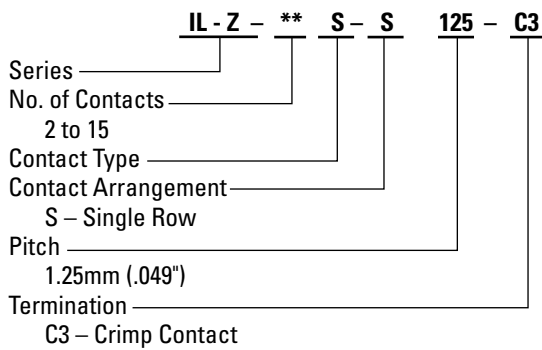 IL - Z – ** S – S 125 – C3
Series
No. of Contacts
2 to 15
Contact Type
Contact Arrangement
S – Single Row
Pitch
1.25mm (.049")
Termination
C3 – Crimp Contact